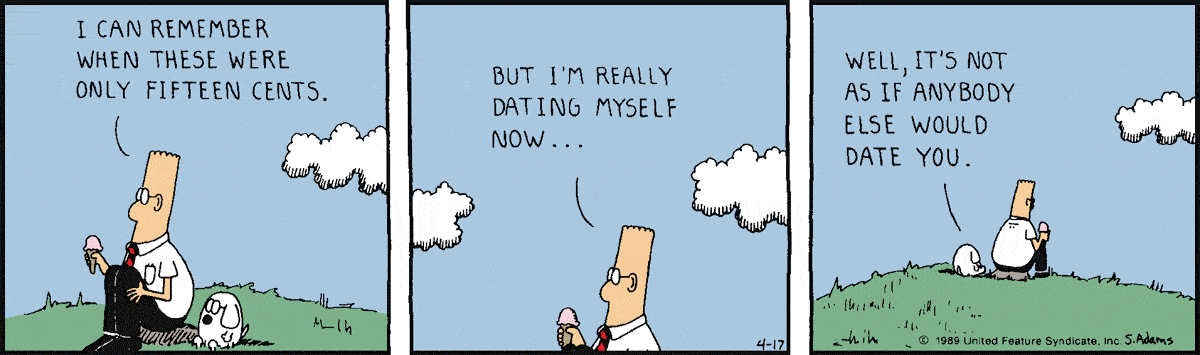 I CAN REMEMBER
WHEN THESE WERE
ONLY FIFTEEN CENTS.
BUT I'M REALLY
DATING MYSELF
NOW...
4-17
WELL, IT'S NOT
AS IF ANYBODY
ELSE WOULD
DATE YOU.
© 1989 United Feature Syndicate, Inc. S.Adams